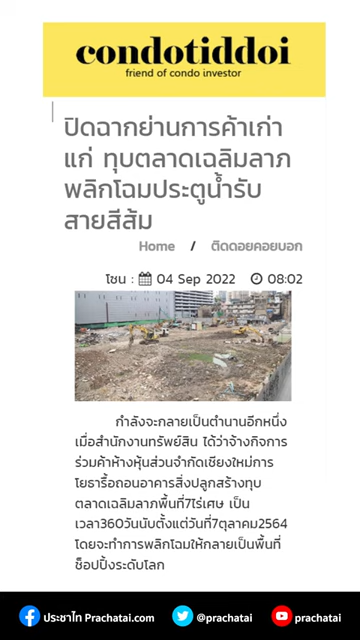 condotiddoi
friend of condo investor
ปิดฉากย่านการค้าเก่า
แก่ ทุบตลาดเฉลิมลาภ
พลิกโฉมประตูน้ำรับ
สายสีส้ม
Home / ติดดอยคอยบอก
โซน : 04 Sep 2022 08:02
กำลังจะกลายเป็นตำนานอีกหนึ่ง
เมื่อสำนักงานทรัพย์สิน ได้ว่าจ้างกิจการ
ร่วมค้าห้างหุ้นส่วนจำกัดเชียงใหม่การ
โยธารื้อถอนอาคารสิ่งปลูกสร้างทุบ
ตลาดเฉลิมลาภพื้นที่7ไร่เศษ เป็น
เวลา360วันนับตั้งแต่วันที่7ตุลาคม2564
โดยจะทำการพลิกโฉมให้กลายเป็นพื้นที่
ช็อปปิ้งระดับโลก
ประชาไท Prachatai.com @prachatai prachatai